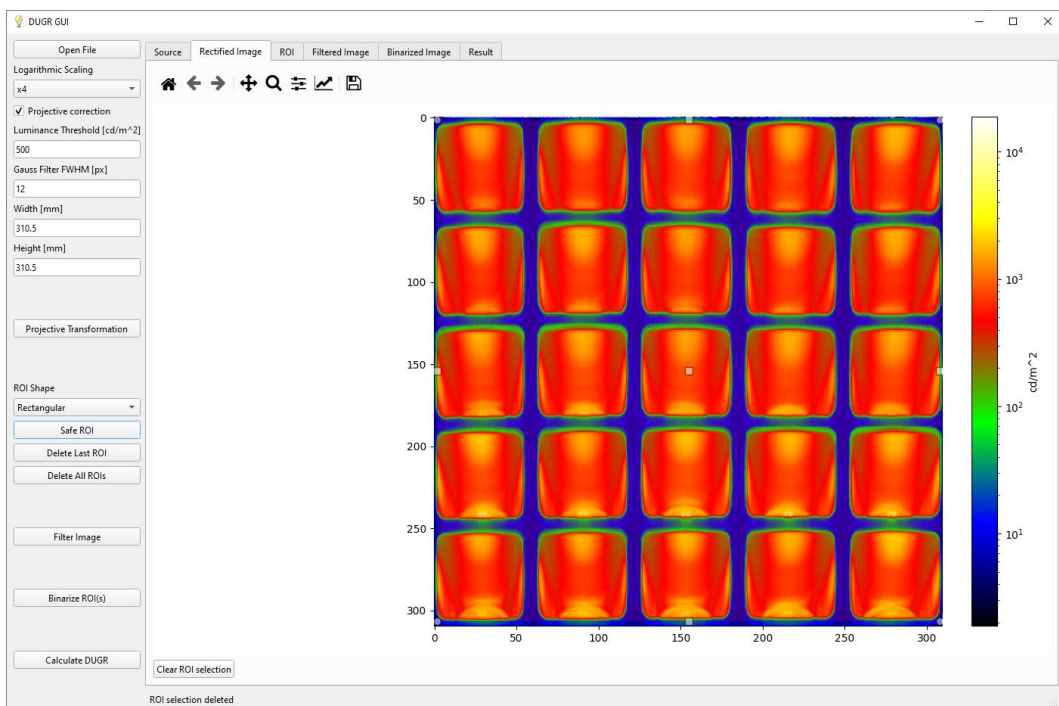 DUGR GUI
Open File
Logarithmic Scaling
x4
Projective correction
Luminance Threshold [cd/m^2]
500
Gauss Filter FWHM [px]
12
Width [mm]
310.5
Height [mm]
310.5
Projective Transformation
ROI Shape
Rectangular
Safe ROI
Delete Last ROI
Delete All ROIs
Filter Image
Binarize ROI(s)
Calculate DUGR
Source Rectified Image ROI Filtered Image Binarized Image Result
0
50
100
150
200
250
300
0 50 100 150 200 250 300
10^4
10^3
10^2
10^1
cd/m^2
Clear ROI selection
ROI selection deleted